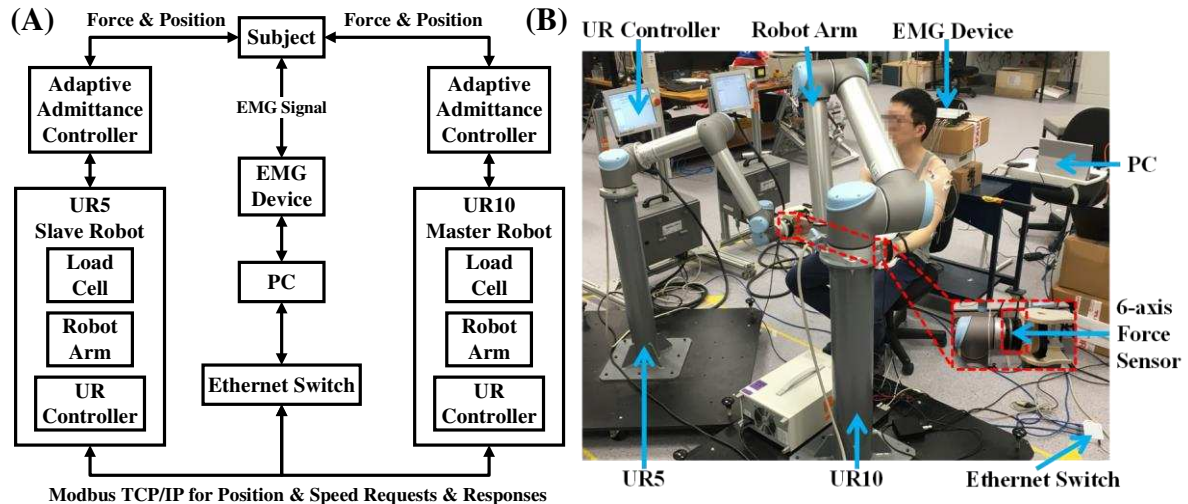 (A)
Force & Position
Force & Position
Subject
Adaptive
Admittance
Controller
EMG Signal
Adaptive
Admittance
Controller
EMG
Device
UR5
Slave Robot
Load
Cell
Robot
Arm
UR
Controller
PC
Ethernet Switch
UR10
Master Robot
Load
Cell
Robot
Arm
UR
Controller
Modbus TCP/IP for Position & Speed Requests & Responses
(B)
UR Controller
Robot Arm
EMG Device
PC
6-axis
Force
Sensor
UR5
UR10
Ethernet Switch